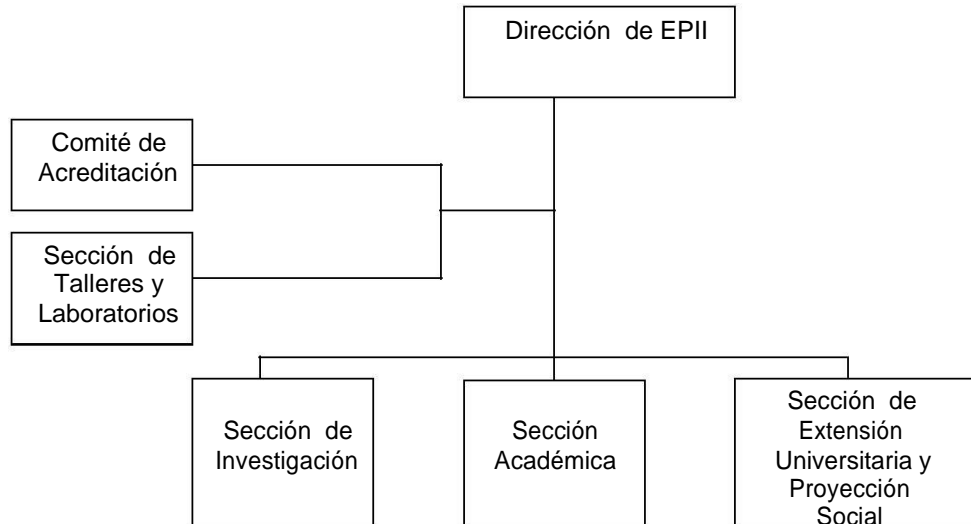 Dirección de EPII
Comité de
Acreditación
Sección de
Talleres y
Laboratorios
Sección de
Investigación
Sección
Académica
Sección de
Extensión
Universitaria y
Proyección
Social